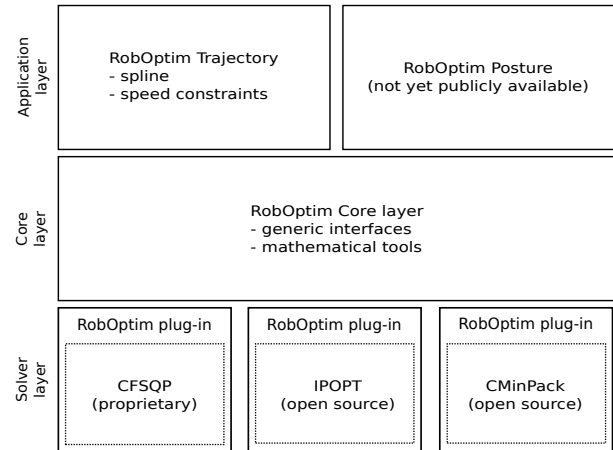 Application
layer
RobOptim Trajectory
- spline
- speed constraints
RobOptim Posture
(not yet publicly available)
Core
layer
RobOptim Core layer
- generic interfaces
- mathematical tools
Solver
layer
RobOptim plug-in
CFSQP
(proprietary)
RobOptim plug-in
IPOPT
(open source)
RobOptim plug-in
CMinPack
(open source)